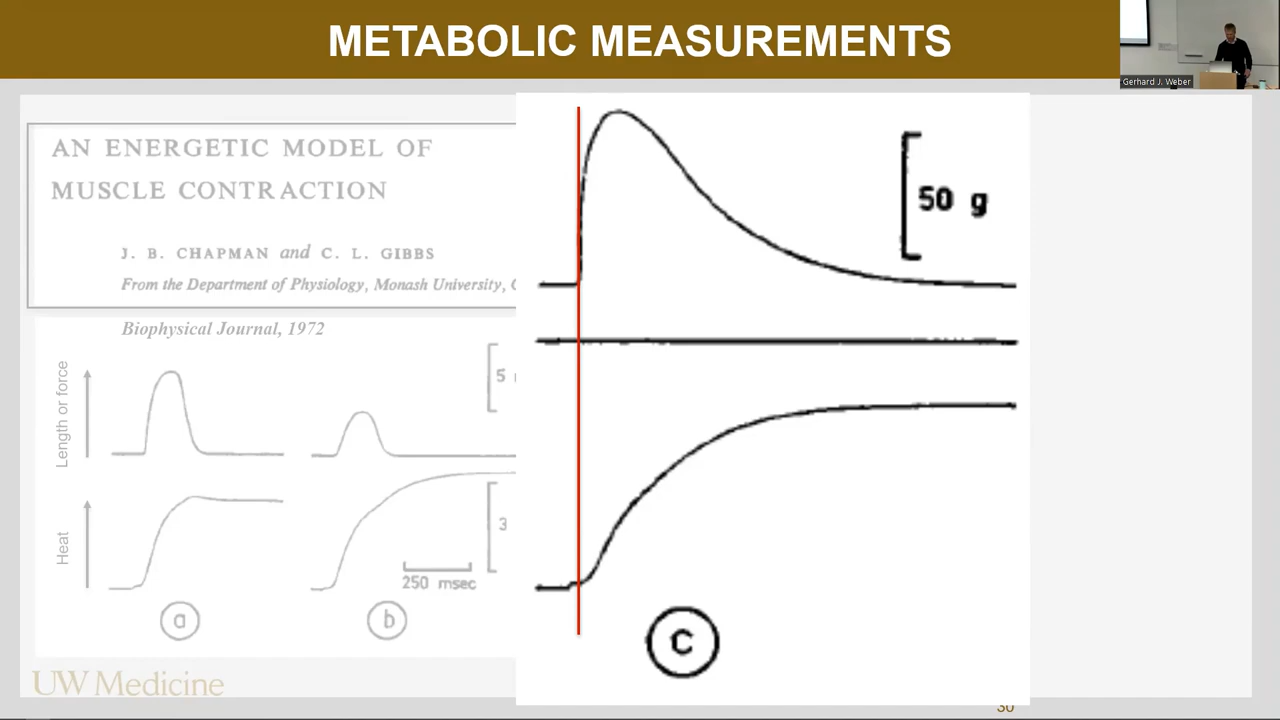 METABOLIC MEASUREMENTS
Gerhard J. Weber
AN ENERGETIC MODEL OF
MUSCLE CONTRACTION
J. B. CHAPMAN and C. L. GIBBS
From the Department of Physiology, Monash University,
Biophysical Journal, 1972
Length or force
Heat
5
3
250 msec
a
b
50 g
C
UW Medicine
30